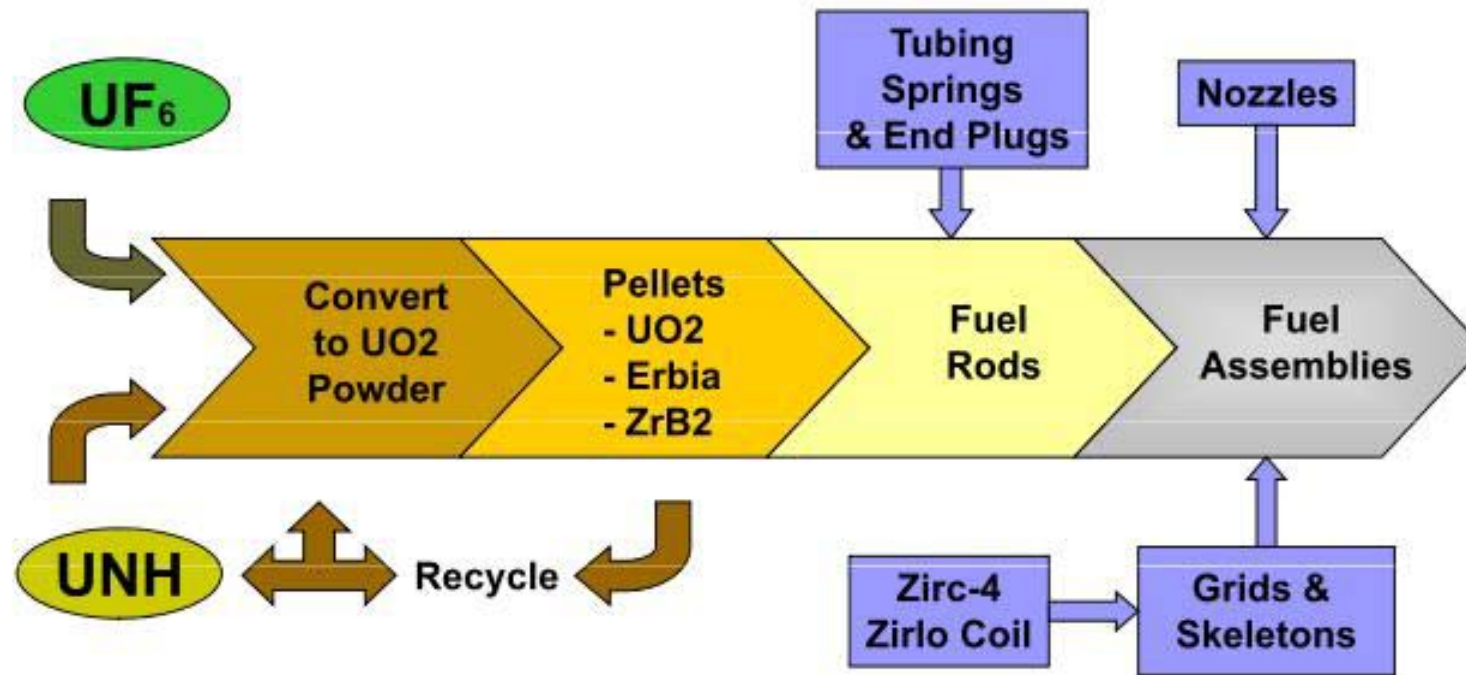 UF6
Tubing
Springs
& End Plugs
Nozzles
Convert
to UO2
Powder
Pellets
- UO2
- Erbia
- ZrB2
Fuel
Rods
Fuel
Assemblies
UNH
Recycle
Zirc-4
Zirlo Coil
Grids &
Skeletons